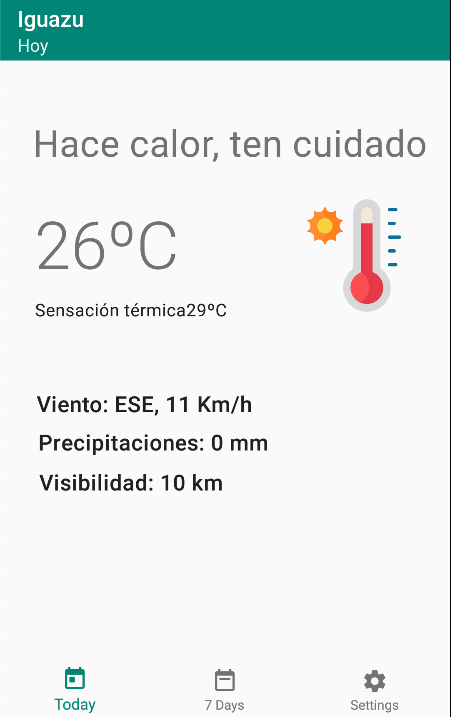 Iguazu
Hoy
Hace calor, ten cuidado
26ºC
Sensación térmica29ºC
Viento: ESE, 11 Km/h
Precipitaciones: 0 mm
Visibilidad: 10 km
Today
7 Days
Settings